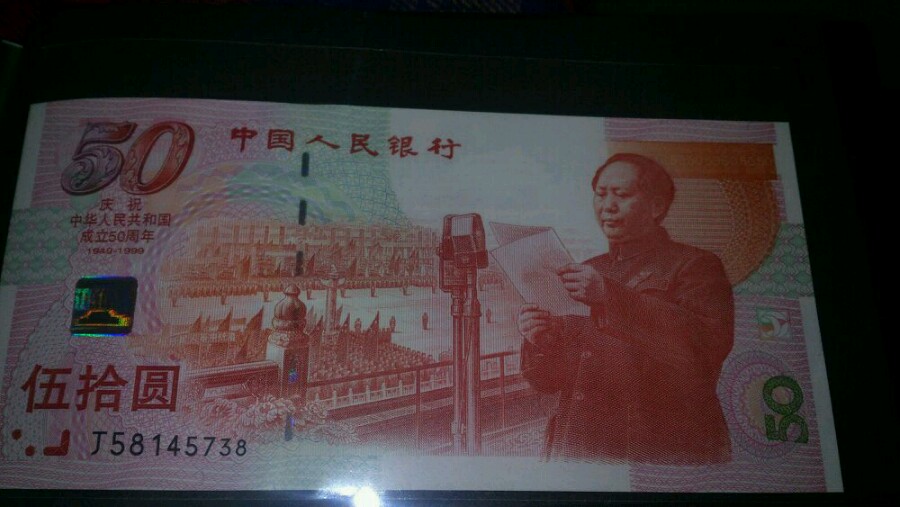 50
中国人民银行
庆祝
中华人民共和国
成立50周年
1949-1999
伍拾圆
J58145738
50